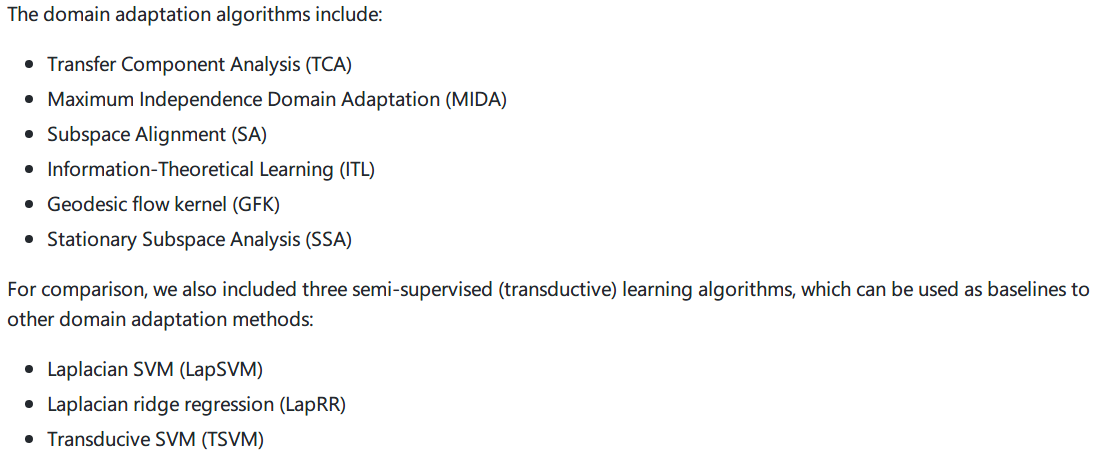 The domain adaptation algorithms include:
• Transfer Component Analysis (TCA)
• Maximum Independence Domain Adaptation (MIDA)
• Subspace Alignment (SA)
• Information-Theoretical Learning (ITL)
• Geodesic flow kernel (GFK)
• Stationary Subspace Analysis (SSA)
For comparison, we also included three semi-supervised (transductive) learning algorithms, which can be used as baselines to
other domain adaptation methods:
• Laplacian SVM (LapSVM)
• Laplacian ridge regression (LapRR)
• Transducive SVM (TSVM)